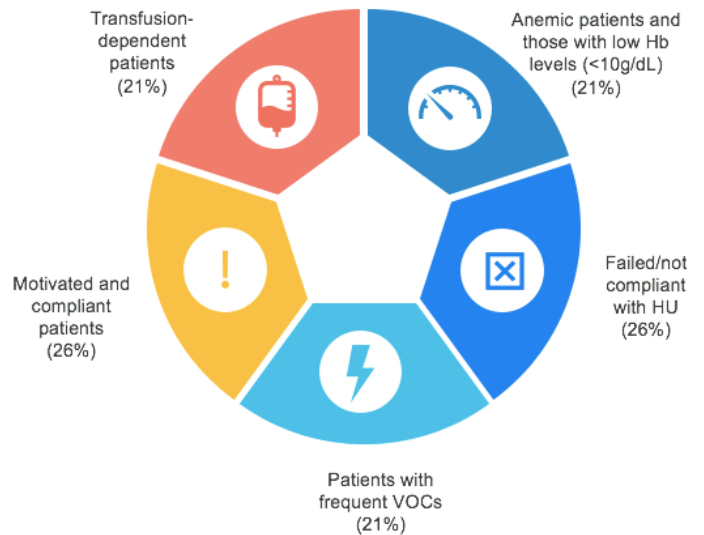 Transfusion-
dependent
patients
(21%)
Anemic patients and
those with low Hb
levels (<10g/dL)
(21%)
Motivated and
compliant
patients
(26%)
Failed/not
compliant
with HU
(26%)
Patients with
frequent VOCs
(21%)